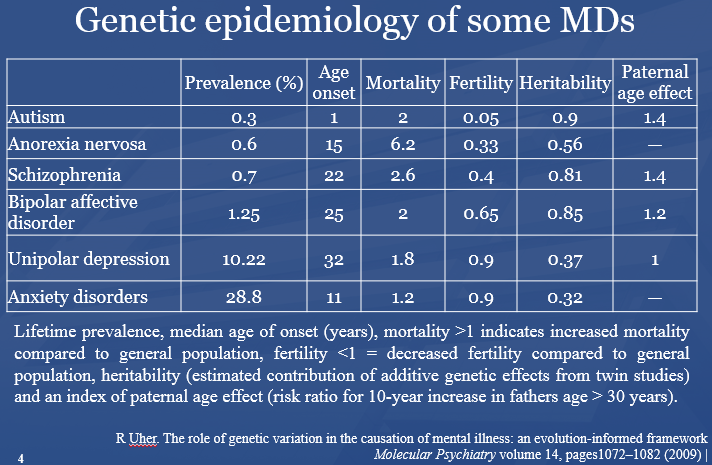 Genetic epidemiology of some MDs
Prevalence (%) Age onset Mortality Fertility Heritability Paternal age effect
Autism 0.3 1 2 0.05 0.9 1.4
Anorexia nervosa 0.6 15 6.2 0.33 0.56 —
Schizophrenia 0.7 22 2.6 0.4 0.81 1.4
Bipolar affective disorder 1.25 25 2 0.65 0.85 1.2
Unipolar depression 10.22 32 1.8 0.9 0.37 1
Anxiety disorders 28.8 11 1.2 0.9 0.32 —
Lifetime prevalence, median age of onset (years), mortality >1 indicates increased mortality
compared to general population, fertility <1 = decreased fertility compared to general
population, heritability (estimated contribution of additive genetic effects from twin studies)
and an index of paternal age effect (risk ratio for 10-year increase in fathers age > 30 years).
R Uher. The role of genetic variation in the causation of mental illness: an evolution-informed framework
Molecular Psychiatry volume 14, pages1072–1082 (2009) |
4